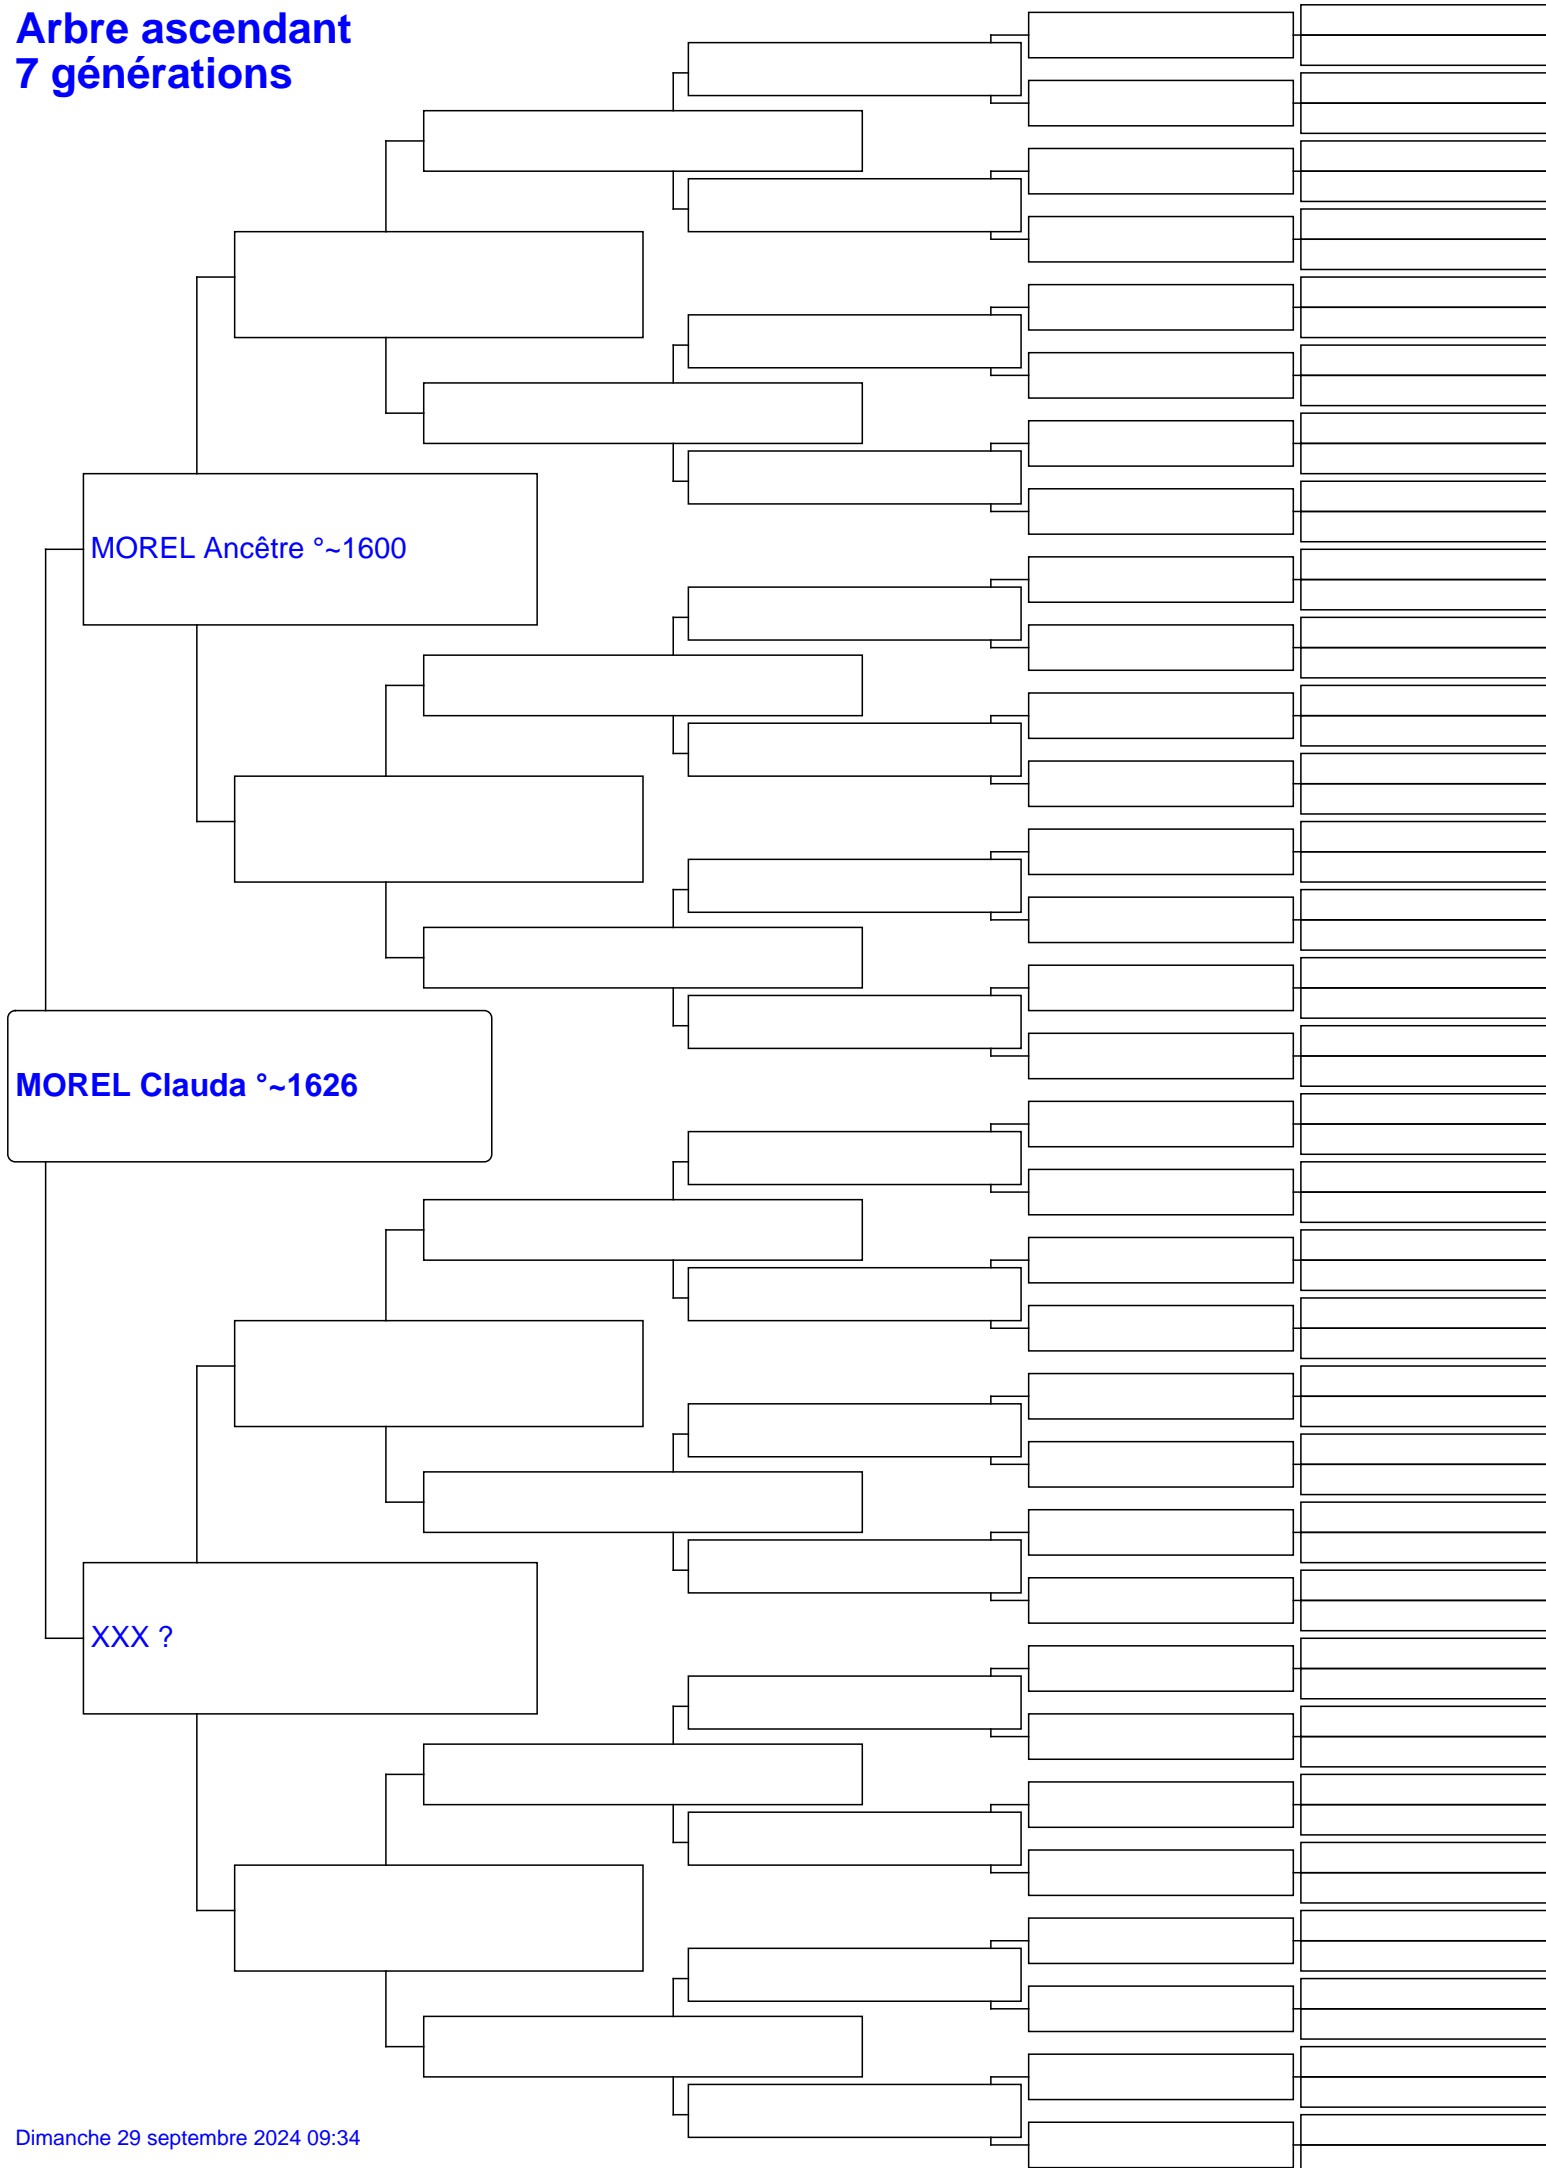 Arbre ascendant
7 générations
MOREL Ancêtre °~1600
MOREL Clauda °~1626
XXX ?
Dimanche 29 septembre 2024 09:34